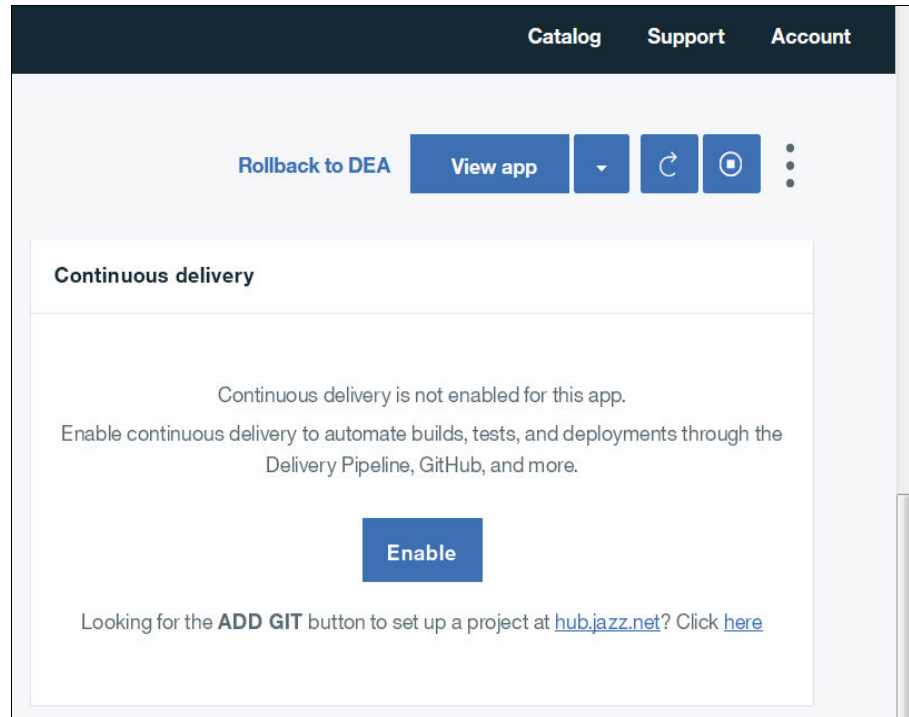 Catalog Support Account
Rollback to DEA View app
Continuous delivery
Continuous delivery is not enabled for this app.
Enable continuous delivery to automate builds, tests, and deployments through the
Delivery Pipeline, GitHub, and more.
Enable
Looking for the ADD GIT button to set up a project at hub.jazz.net? Click here